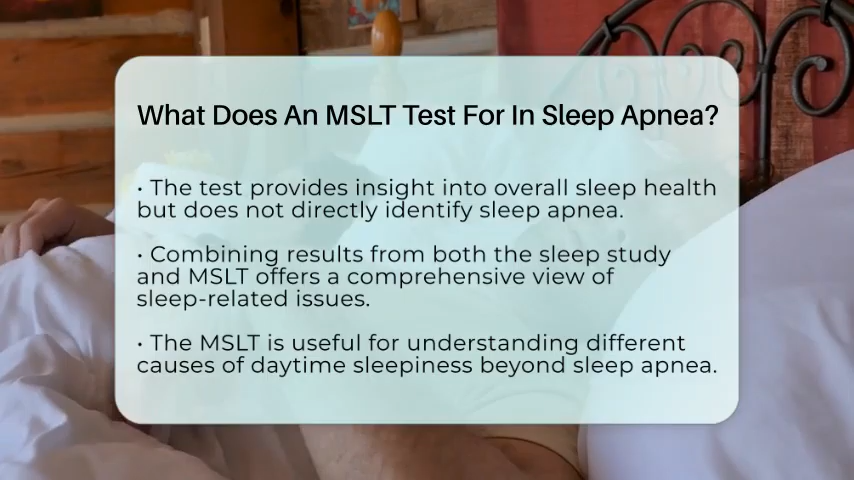 What Does An MSLT Test For In Sleep Apnea?
• The test provides insight into overall sleep health
but does not directly identify sleep apnea.
• Combining results from both the sleep study
and MSLT offers a comprehensive view of
sleep-related issues.
• The MSLT is useful for understanding different
causes of daytime sleepiness beyond sleep apnea.